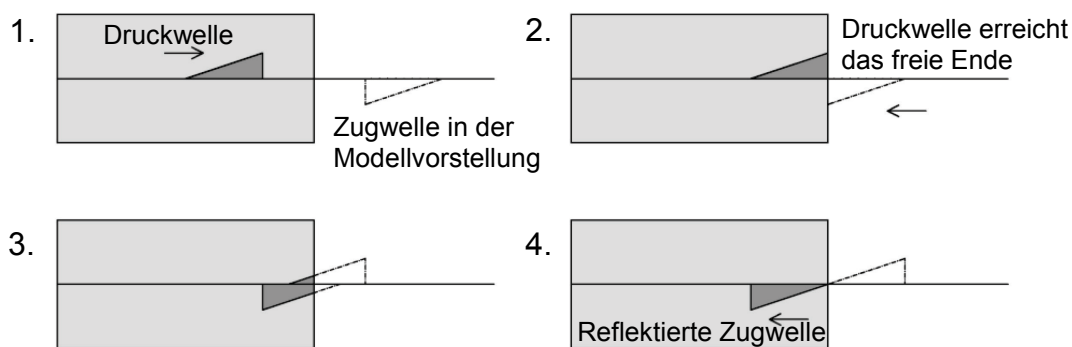 1.
Druckwelle
Zugwelle in der
Modellvorstellung
2.
Druckwelle erreicht
das freie Ende
3.
4.
Reflektierte Zugwelle